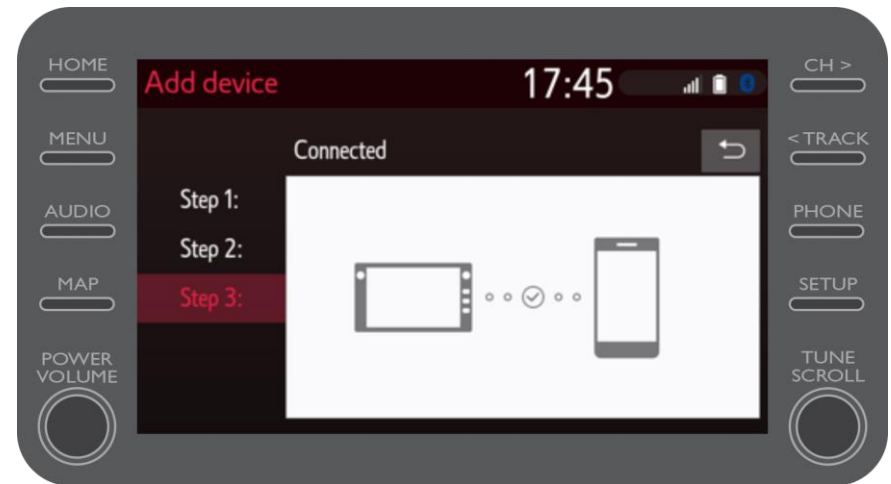 HOME
MENU
AUDIO
MAP
POWER
VOLUME
Add device 17:45
Connected
Step 1:
Step 2:
Step 3:
CH >
< TRACK
PHONE
SETUP
TUNE
SCROLL